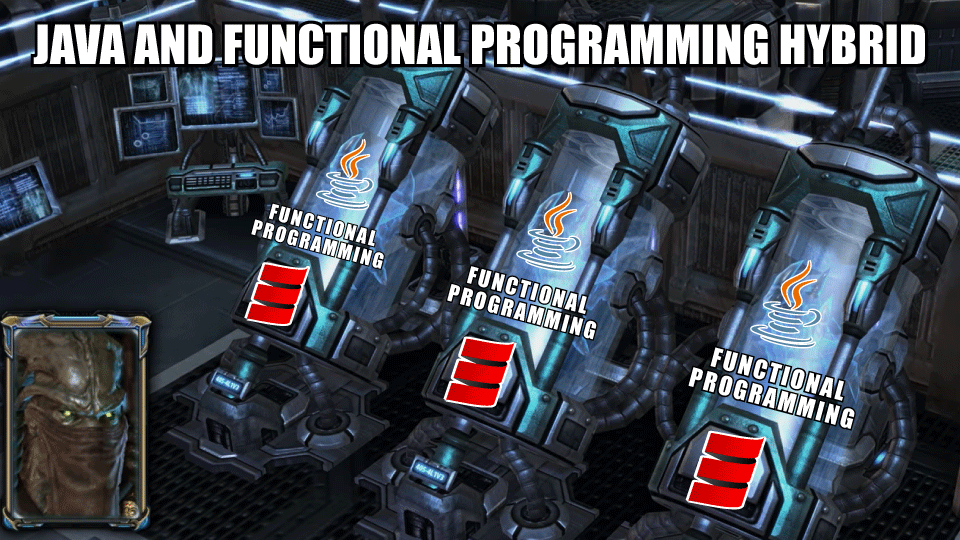 JAVA AND FUNCTIONAL PROGRAMMING HYBRID
FUNCTIONAL
PROGRAMMING
FUNCTIONAL
PROGRAMMING
FUNCTIONAL
PROGRAMMING